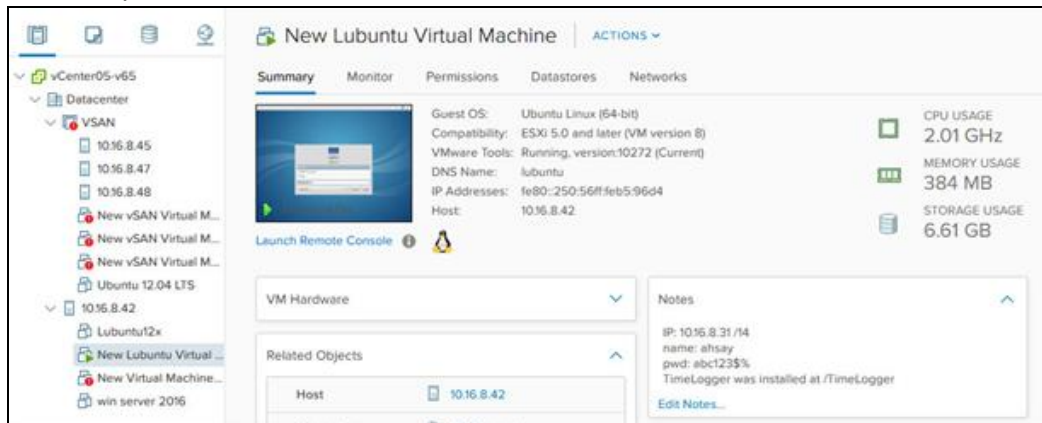 New Lubuntu Virtual Machine
ACTIONS
vCenter05-v65
Datacenter
VSAN
10.16.8.45
10.16.8.47
10.16.8.48
New vSAN Virtual M...
New vSAN Virtual M...
New vSAN Virtual M...
Ubuntu 12.04 LTS
10.16.8.42
Lubuntu12x
New Lubuntu Virtual ...
New Virtual Machine...
win server 2016
Summary Monitor Permissions Datastores Networks
Guest OS: Ubuntu Linux (64-bit)
Compatibility: ESXi 5.0 and later (VM version 8)
VMware Tools: Running, version:10272 (Current)
DNS Name: lubuntu
IP Addresses: fe80::250:56ff:feb5:96d4
Host: 10.16.8.42
Launch Remote Console
CPU USAGE
2.01 GHz
MEMORY USAGE
384 MB
STORAGE USAGE
6.61 GB
VM Hardware
Related Objects
Host 10.16.8.42
Notes
IP: 10.16.8.31 /14
name: ahsay
pwd: abc123$%
TimeLogger was installed at /TimeLogger
Edit Notes...